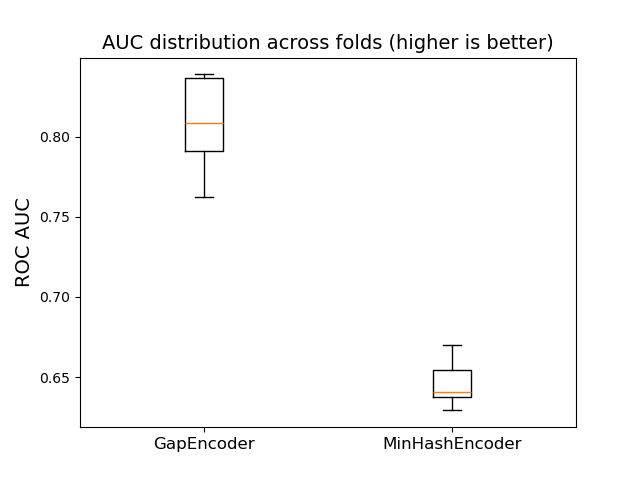 AUC distribution across folds (higher is better)
ROC AUC
0.80
0.75
0.70
0.65
GapEncoder
MinHashEncoder